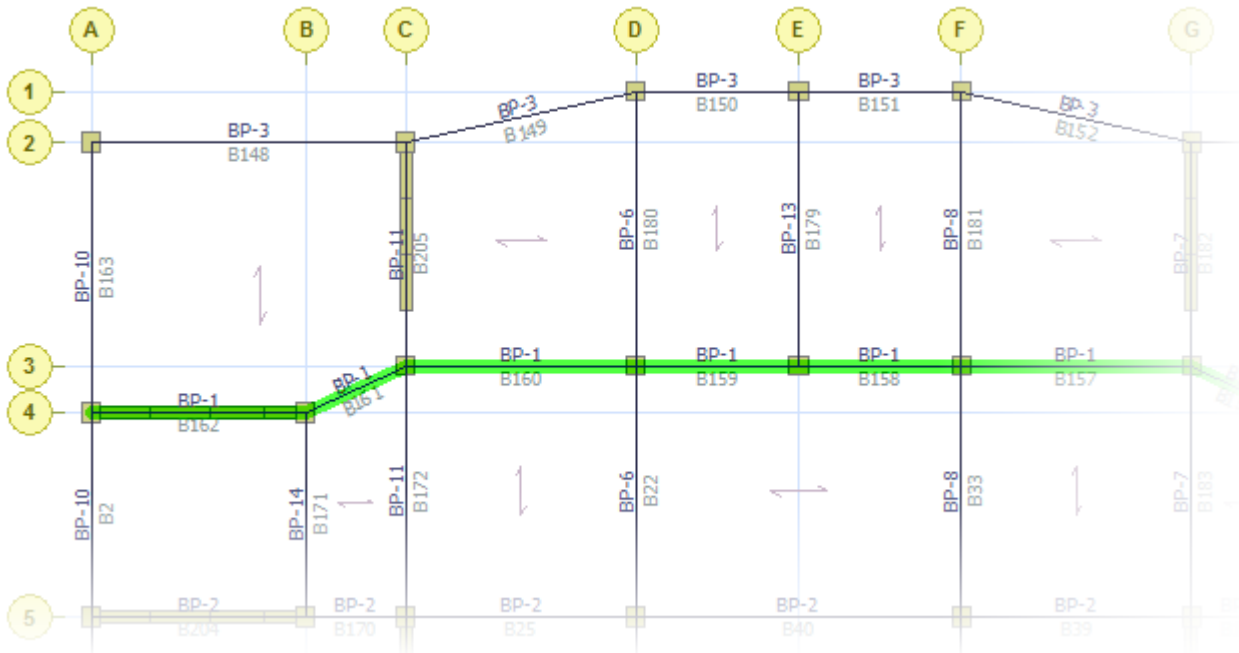 A B C D E F G
1
BP-3 BP-3
B150 B151
BP-3 BP-3
B149 B152
2
BP-3
B148
BP-10 B163
BP-11 B205
BP-6 B180
BP-13 B179
BP-8 B181
BP-7 B182
3
BP-1 BP-1 BP-1 BP-1
B160 B159 B158 B157
BP-1
B161
4
BP-1
B162
BP-10 B2
BP-14 B171
BP-11 B172
BP-6 B22
BP-8 B33
BP-7 B183
5
BP-2 BP-2 BP-2 BP-2 BP-2
B204 B170 B25 B40 B39